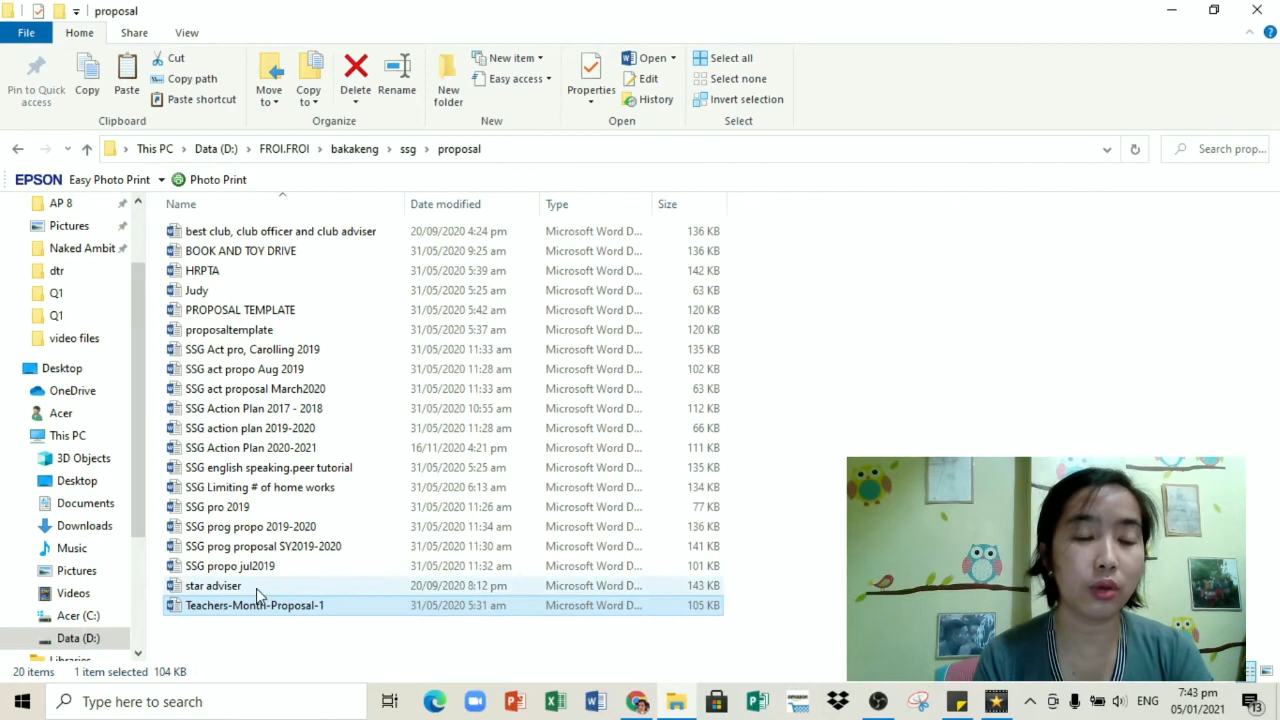 proposal
File Home Share View
Pin to Quick access
Copy
Paste
Cut
Copy path
Paste shortcut
Clipboard
Move to
Copy to
Delete
Rename
Organize
New folder
New item
Easy access
New
Properties
Open
Edit
History
Open
Select all
Select none
Invert selection
Select
This PC > Data (D:) > FROI.FROI > bakakeng > ssg > proposal
Search prop...
EPSON Easy Photo Print Photo Print
AP 8
Pictures
Naked Ambit
dtr
Q1
Q1
video files
Desktop
OneDrive
Acer
This PC
3D Objects
Desktop
Documents
Downloads
Music
Pictures
Videos
Acer (C:)
Data (D:)
Libraries
Name Date modified Type Size
best club, club officer and club adviser 20/09/2020 4:24 pm Microsoft Word D... 136 KB
BOOK AND TOY DRIVE 31/05/2020 9:25 am Microsoft Word D... 136 KB
HRPTA 31/05/2020 5:39 am Microsoft Word D... 142 KB
Judy 31/05/2020 5:25 am Microsoft Word D... 63 KB
PROPOSAL TEMPLATE 31/05/2020 5:42 am Microsoft Word D... 120 KB
proposaltemplate 31/05/2020 5:37 am Microsoft Word D... 120 KB
SSG Act pro, Carolling 2019 31/05/2020 11:33 am Microsoft Word D... 135 KB
SSG act propo Aug 2019 31/05/2020 11:28 am Microsoft Word D... 102 KB
SSG act proposal March2020 31/05/2020 11:33 am Microsoft Word D... 63 KB
SSG Action Plan 2017 - 2018 31/05/2020 10:55 am Microsoft Word D... 112 KB
SSG action plan 2019-2020 31/05/2020 11:28 am Microsoft Word D... 66 KB
SSG Action Plan 2020-2021 16/11/2020 4:21 pm Microsoft Word D... 111 KB
SSG english speaking.peer tutorial 31/05/2020 5:25 am Microsoft Word D... 135 KB
SSG Limiting # of home works 31/05/2020 6:13 am Microsoft Word D... 134 KB
SSG pro 2019 31/05/2020 11:26 am Microsoft Word D... 77 KB
SSG prog propo 2019-2020 31/05/2020 11:34 am Microsoft Word D... 136 KB
SSG prog proposal SY2019-2020 31/05/2020 11:30 am Microsoft Word D... 141 KB
SSG propo jul2019 31/05/2020 11:32 am Microsoft Word D... 101 KB
star adviser 20/09/2020 8:12 pm Microsoft Word D... 143 KB
Teachers-Month-Proposal-1 31/05/2020 5:31 am Microsoft Word D... 105 KB
20 items 1 item selected 104 KB
Type here to search
ENG
7:43 pm
05/01/2021
13